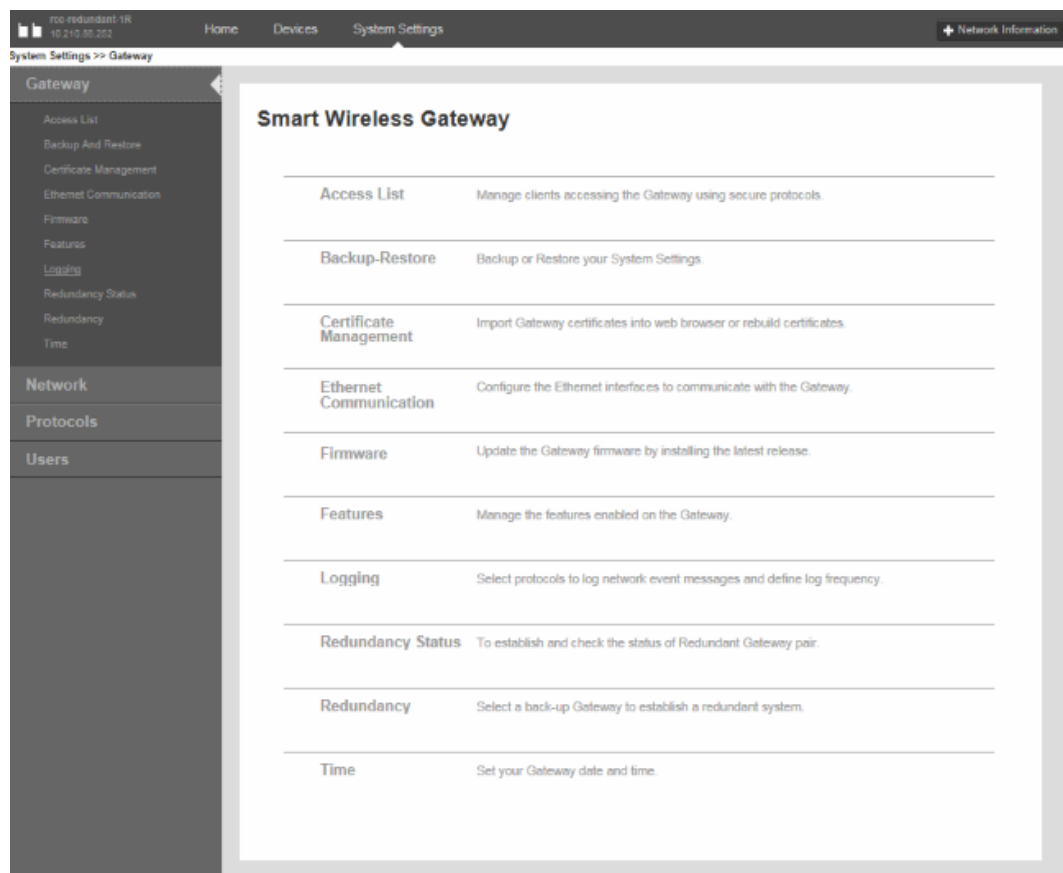 rcc-redundant-1R
Home Devices System Settings
Network Information
System Settings >> Gateway
Gateway
Access List
Backup And Restore
Certificate Management
Ethernet Communication
Firmware
Features
Logging
Redundancy Status
Redundancy
Time
Network
Protocols
Users
Smart Wireless Gateway
Access List Manage clients accessing the Gateway using secure protocols.
Backup-Restore Backup or Restore your System Settings.
Certificate
Management
Import Gateway certificates into web browser or rebuild certificates.
Ethernet
Communication
Configure the Ethernet interfaces to communicate with the Gateway.
Firmware Update the Gateway firmware by installing the latest release.
Features Manage the features enabled on the Gateway.
Logging Select protocols to log network event messages and define log frequency.
Redundancy Status To establish and check the status of Redundant Gateway pair.
Redundancy Select a back-up Gateway to establish a redundant system.
Time Set your Gateway date and time.